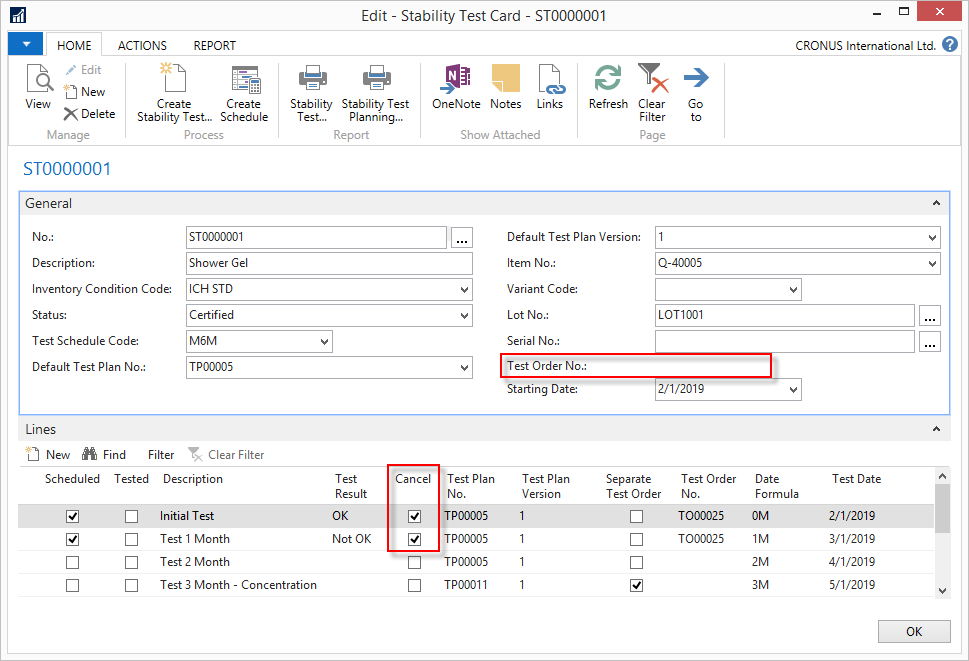 Edit - Stability Test Card - ST0000001
HOME ACTIONS REPORT CRONUS International Ltd. ?
View
Edit
New
Delete
Manage
Create Stability Test...
Create Schedule
Process
Stability Test...
Stability Test Planning...
Report
OneNote
Notes
Links
Show Attached
Refresh
Clear Filter
Go to
Page
ST0000001
General
No.: ST0000001 ...
Description: Shower Gel
Inventory Condition Code: ICH STD
Status: Certified
Test Schedule Code: M6M
Default Test Plan No.: TP00005
Default Test Plan Version: 1
Item No.: Q-40005
Variant Code:
Lot No.: LOT1001 ...
Serial No.: ...
Test Order No.:
Starting Date: 2/1/2019
Lines
New Find Filter Clear Filter
Scheduled Tested Description Test Result Cancel Test Plan No. Test Plan Version Separate Test Order Test Order No. Date Formula Test Date
Initial Test OK TP00005 1 TO00025 0M 2/1/2019
Test 1 Month Not OK TP00005 1 TO00025 1M 3/1/2019
Test 2 Month TP00005 1 2M 4/1/2019
Test 3 Month - Concentration TP00011 1 3M 5/1/2019
OK